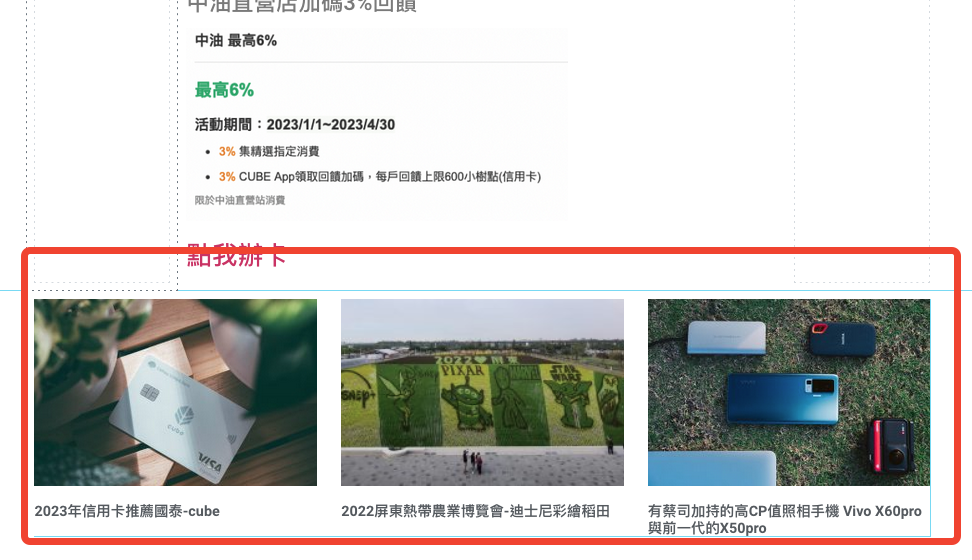 中油直營店加碼3%回饋
中油 最高6%
最高6%
活動期間：2023/1/1~2023/4/30
• 3% 集精選指定消費
• 3% CUBE App領取回饋加碼，每戶回饋上限600小樹點(信用卡)
限於中油直營站消費
點我辦卡
cube
VISA
2022
屏東
PIXAR
MARVEL
STAR
WARS
2023年信用卡推薦國泰-cube
2022屏東熱帶農業博覽會-迪士尼彩繪稻田
有蔡司加持的高CP值照相手機 Vivo X60pro
與前一代的X50pro